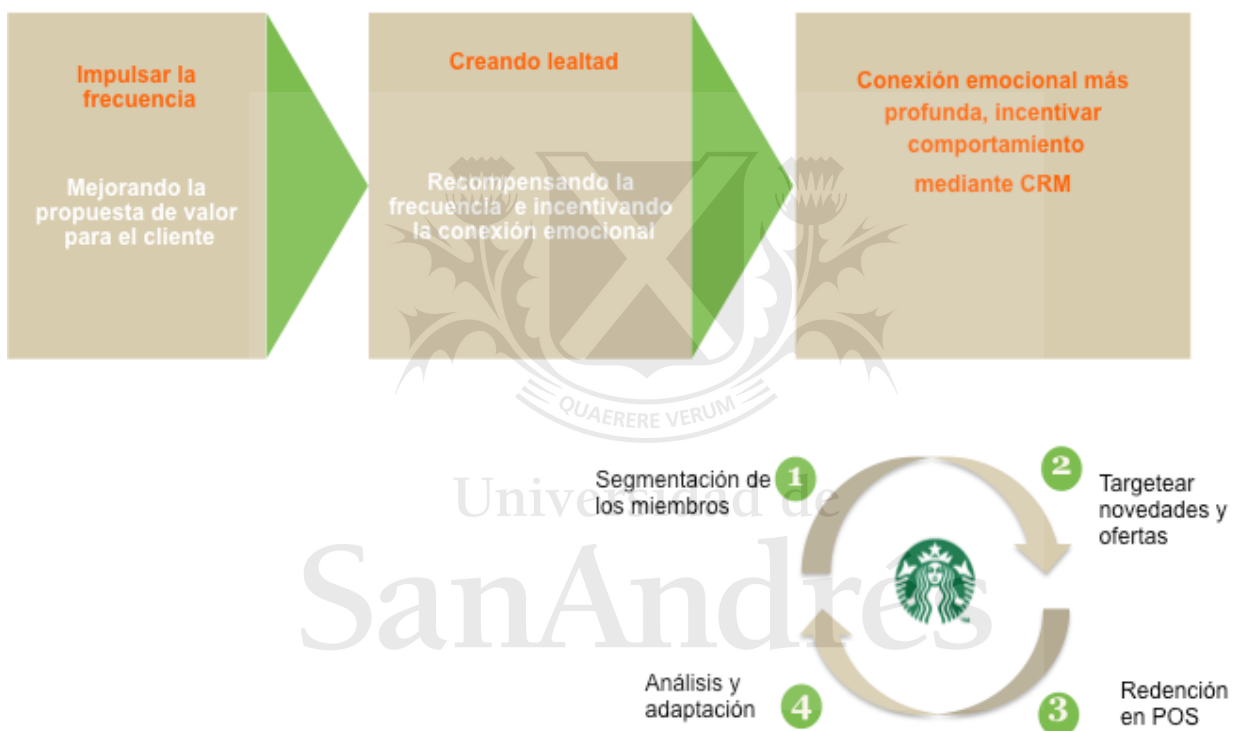 Impulsar la
frecuencia
Mejorando la
propuesta de valor
para el cliente
Creando lealtad
Recompensando la
frecuencia e incentivando
la conexión emocional
Conexión emocional más
profunda, incentivar
comportamiento
mediante CRM
QUAERERE VERUM
Universidad de
SanAndrés
1
Segmentación de
los miembros
2
Targetear
novedades y
ofertas
3
Redención
en POS
4
Análisis y
adaptación
TM